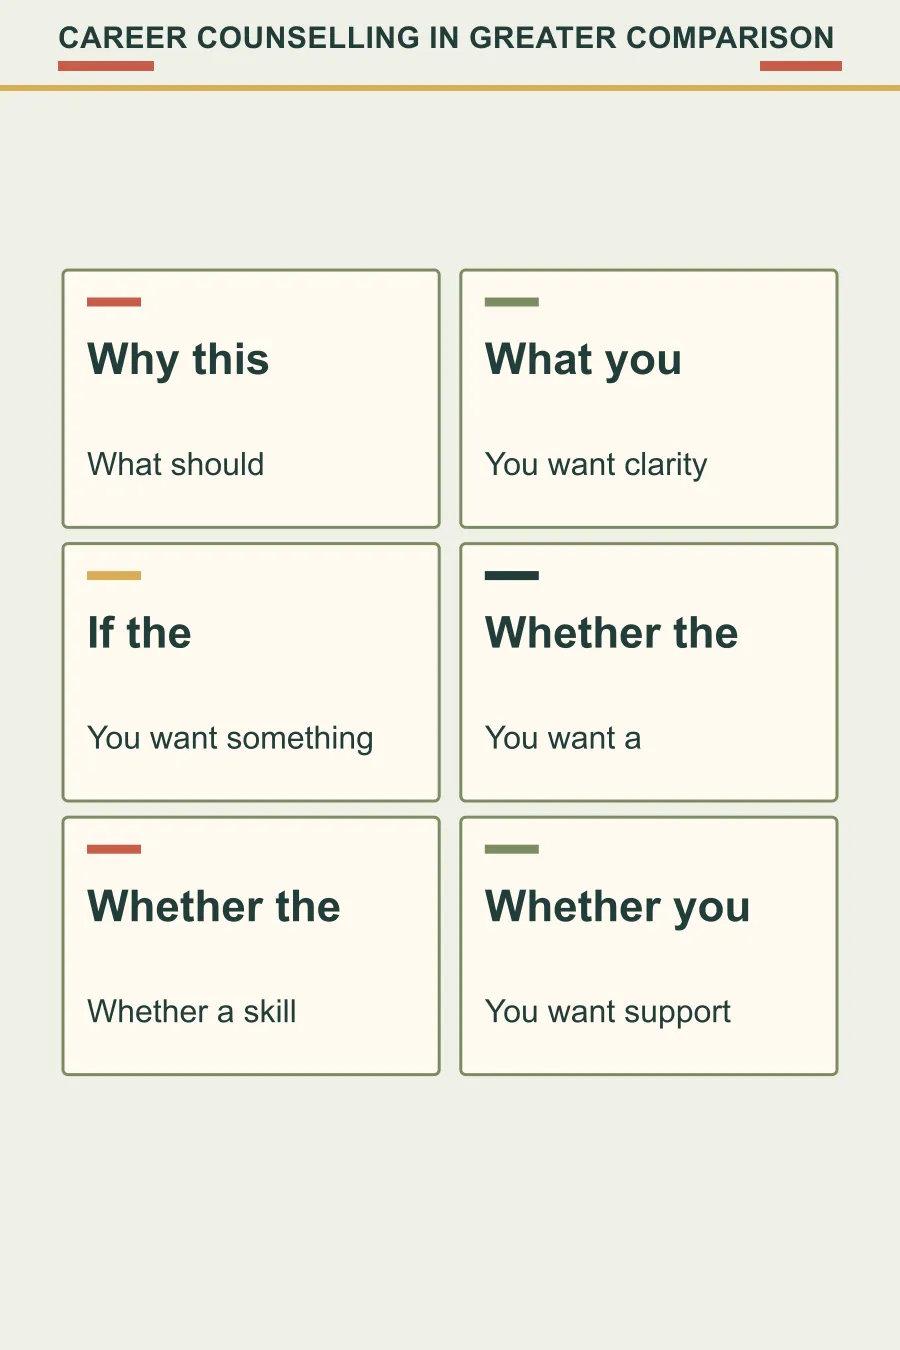 CAREER COUNSELLING IN GREATER COMPARISON
Why this
What should
What you
You want clarity
If the
You want something
Whether the
You want a
Whether the
Whether a skill
Whether you
You want support